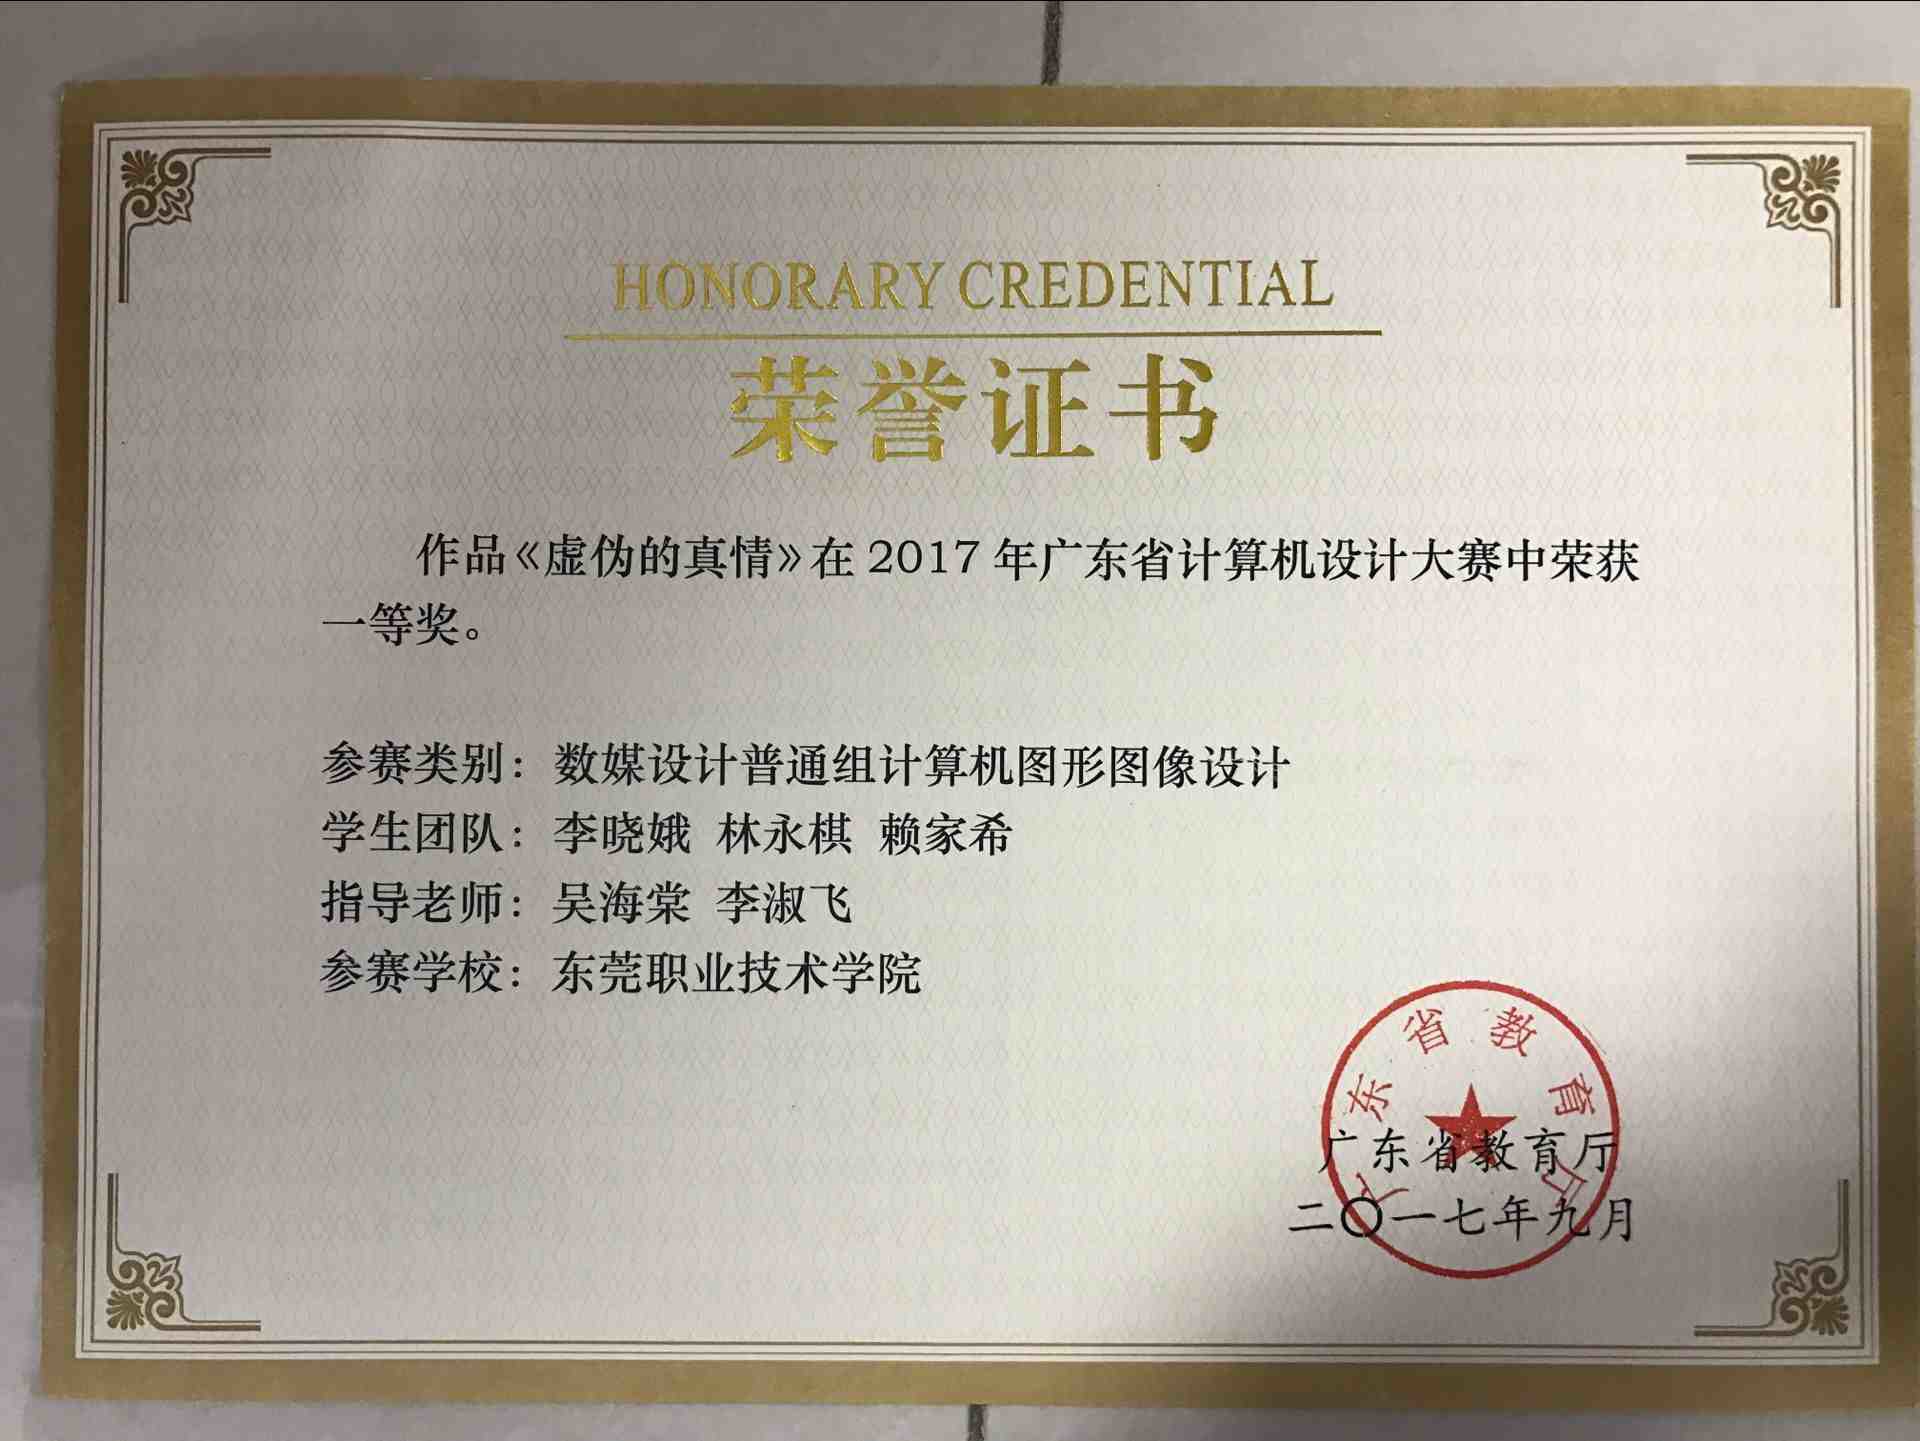 HONORARY CREDENTIAL
荣誉证书
作品《虚伪的真情》在 2017 年广东省计算机设计大赛中荣获
一等奖。
参赛类别：数媒设计普通组计算机图形图像设计
学生团队：李晓娥 林永棋 赖家希
指导老师：吴海棠 李淑飞
参赛学校：东莞职业技术学院
广东省教育厅
广东省教育厅
二〇一七年九月